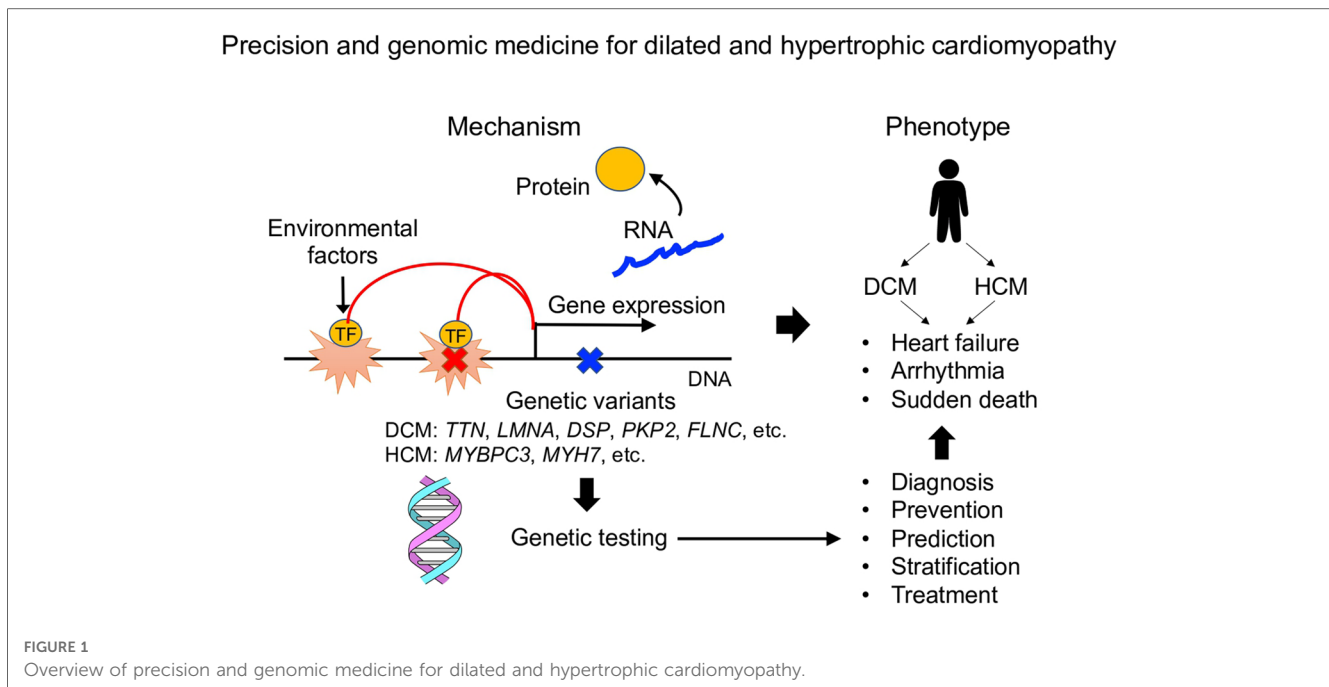 Precision and genomic medicine for dilated and hypertrophic cardiomyopathy
Mechanism
Protein
RNA
Environmental
factors
TF
TF
Gene expression
DNA
Genetic variants
DCM: TTN, LMNA, DSP, PKP2, FLNC, etc.
HCM: MYBPC3, MYH7, etc.
Genetic testing
Phenotype
DCM
HCM
• Heart failure
• Arrhythmia
• Sudden death
• Diagnosis
• Prevention
• Prediction
• Stratification
• Treatment
FIGURE 1
Overview of precision and genomic medicine for dilated and hypertrophic cardiomyopathy.